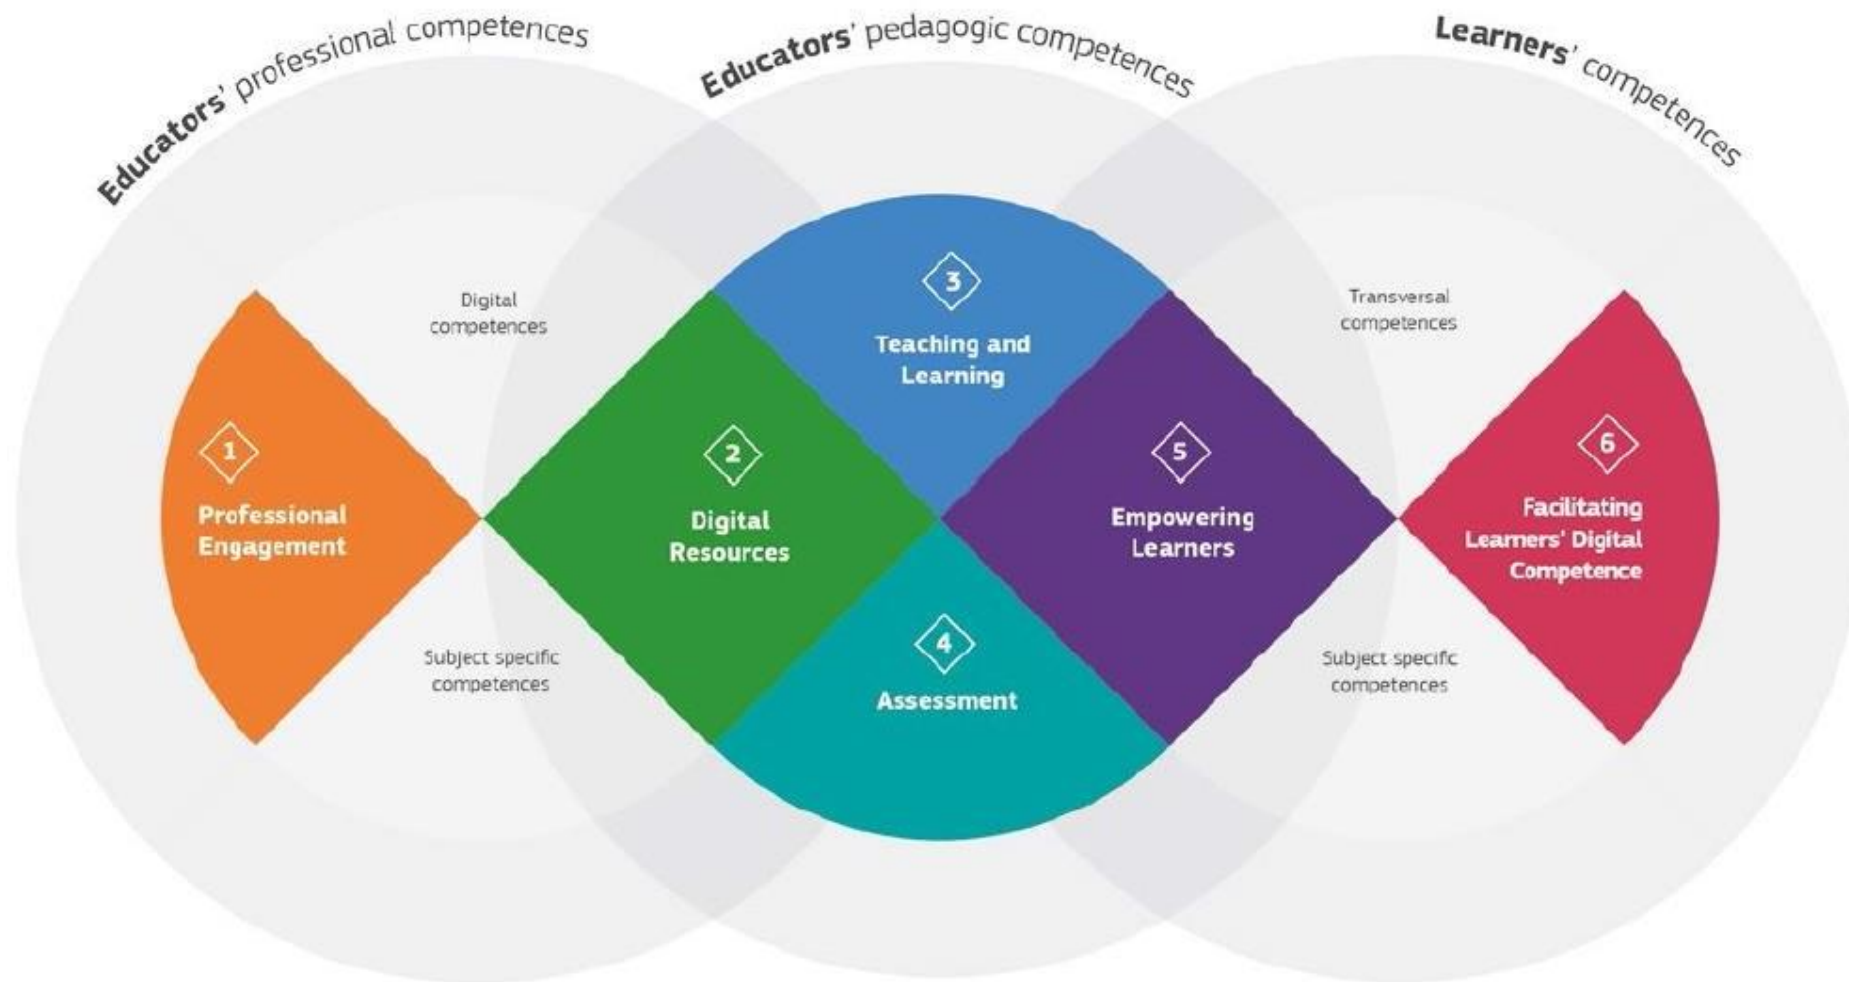 Educators' professional competences
Educators' pedagogic competences
Learners' competences
Digital
competences
Transversal
competences
1
Professional
Engagement
2
Digital
Resources
3
Teaching and
Learning
4
Assessment
5
Empowering
Learners
6
Facilitating
Learners' Digital
Competence
Subject specific
competences
Subject specific
competences